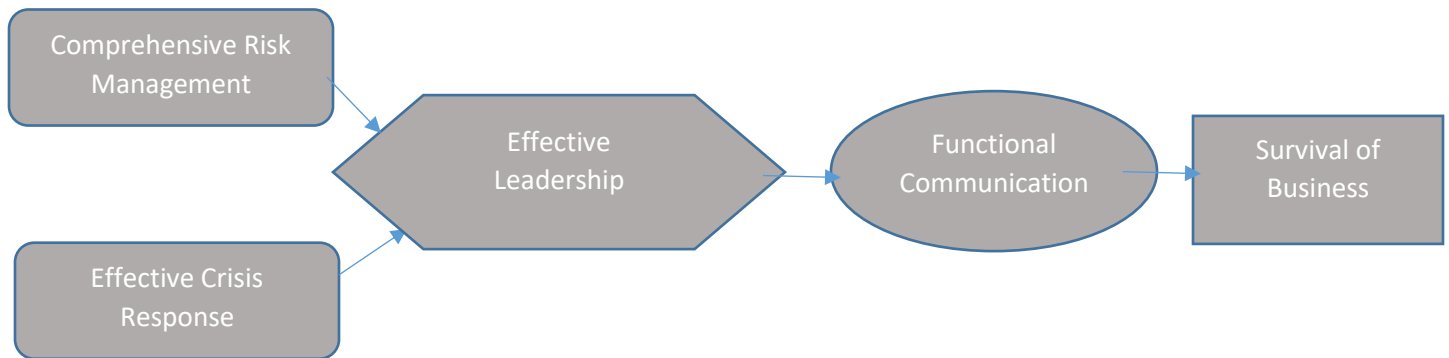 Comprehensive Risk
Management
Effective Crisis
Response
Effective
Leadership
Functional
Communication
Survival of
Business